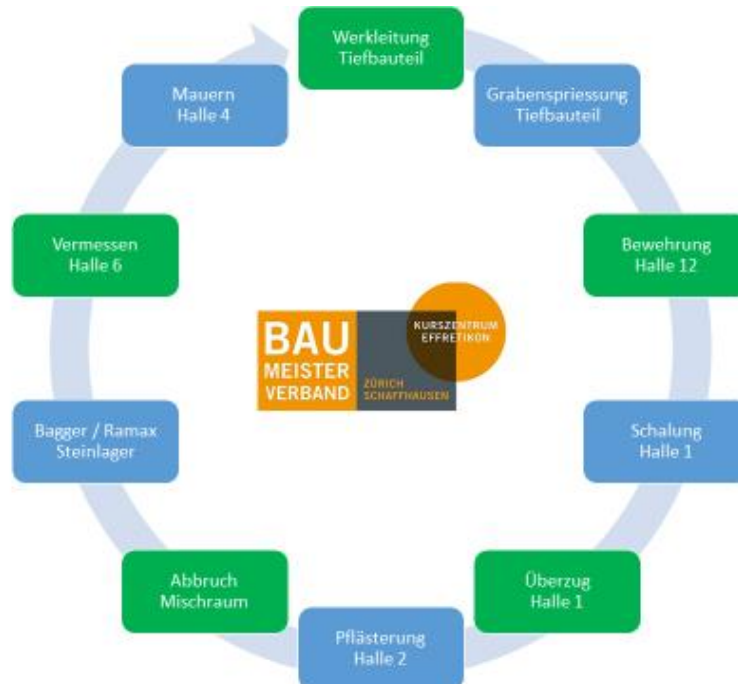 Werkleitung
Tiefbauteil
Grabenspriessung
Tiefbauteil
Bewehrung
Halle 12
Schalung
Halle 1
Überzug
Halle 1
Pflästerung
Halle 2
Abbruch
Mischraum
Bagger / Ramax
Steinlager
Vermessen
Halle 6
Mauern
Halle 4
BAU
MEISTER
VERBAND
ZÜRICH
SCHAFFHAUSEN
KURSZENTRUM
EFFRETIKON